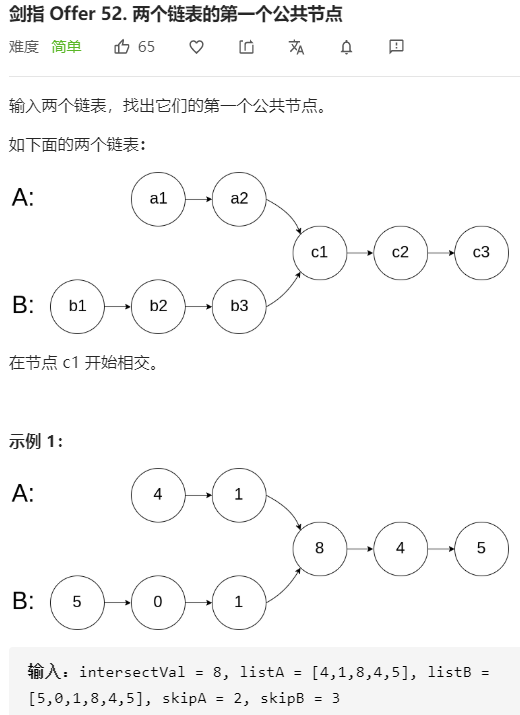 剑指 Offer 52. 两个链表的第一个公共节点
难度 简单 65
输入两个链表，找出它们的第一个公共节点。
如下面的两个链表：
A: a1 a2
c1 c2 c3
B: b1 b2 b3
在节点 c1 开始相交。
示例 1：
A: 4 1
8 4 5
B: 5 0 1
输入：intersectVal = 8, listA = [4,1,8,4,5], listB =
[5,0,1,8,4,5], skipA = 2, skipB = 3